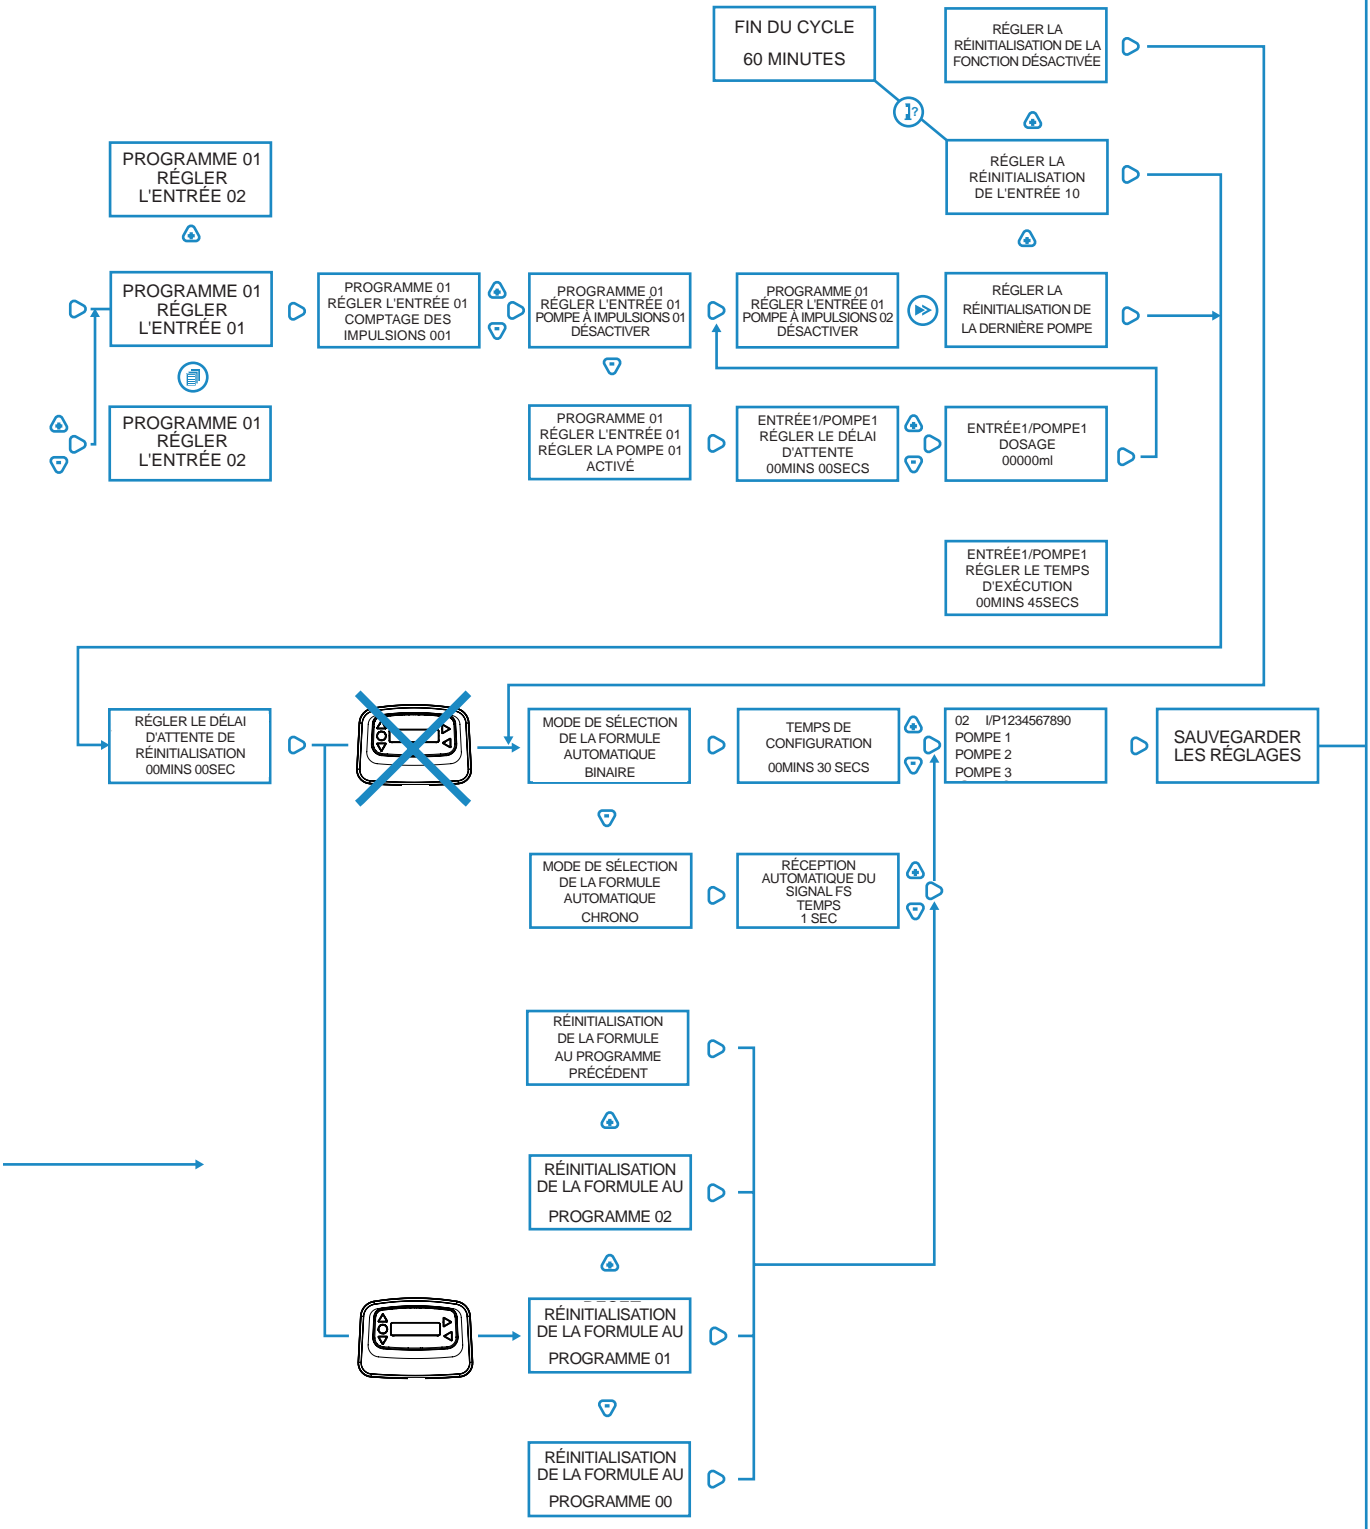 FIN DU CYCLE
60 MINUTES
RÉGLER LA
RÉINITIALISATION DE LA
FONCTION DÉSACTIVÉE
PROGRAMME 01
RÉGLER
L'ENTRÉE 02
RÉGLER LA
RÉINITIALISATION
DE L'ENTRÉE 10
PROGRAMME 01
RÉGLER
L'ENTRÉE 01
PROGRAMME 01
RÉGLER L'ENTRÉE 01
COMPTAGE DES
IMPULSIONS 001
PROGRAMME 01
RÉGLER L'ENTRÉE 01
POMPE À IMPULSIONS 01
DÉSACTIVER
PROGRAMME 01
RÉGLER L'ENTRÉE 01
POMPE À IMPULSIONS 02
DÉSACTIVER
RÉGLER LA
RÉINITIALISATION DE
LA DERNIÈRE POMPE
PROGRAMME 01
RÉGLER
L'ENTRÉE 02
PROGRAMME 01
RÉGLER L'ENTRÉE 01
RÉGLER LA POMPE 01
ACTIVÉ
ENTRÉE1/POMPE1
RÉGLER LE DÉLAI
D'ATTENTE
00MINS 00SECS
ENTRÉE1/POMPE1
DOSAGE
00000ml
ENTRÉE1/POMPE1
RÉGLER LE TEMPS
D'EXÉCUTION
00MINS 45SECS
RÉGLER LE DÉLAI
D'ATTENTE DE
RÉINITIALISATION
00MINS 00SEC
MODE DE SÉLECTION
DE LA FORMULE
AUTOMATIQUE
BINAIRE
TEMPS DE
CONFIGURATION
00MINS 30 SECS
02 I/P1234567890
POMPE 1
POMPE 2
POMPE 3
SAUVEGARDER
LES RÉGLAGES
MODE DE SÉLECTION
DE LA FORMULE
AUTOMATIQUE
CHRONO
RÉCEPTION
AUTOMATIQUE DU
SIGNAL FS
TEMPS
1 SEC
RÉINITIALISATION
DE LA FORMULE
AU PROGRAMME
PRÉCÉDENT
RÉINITIALISATION
DE LA FORMULE AU
PROGRAMME 02
RÉINITIALISATION
DE LA FORMULE AU
PROGRAMME 01
RÉINITIALISATION
DE LA FORMULE AU
PROGRAMME 00